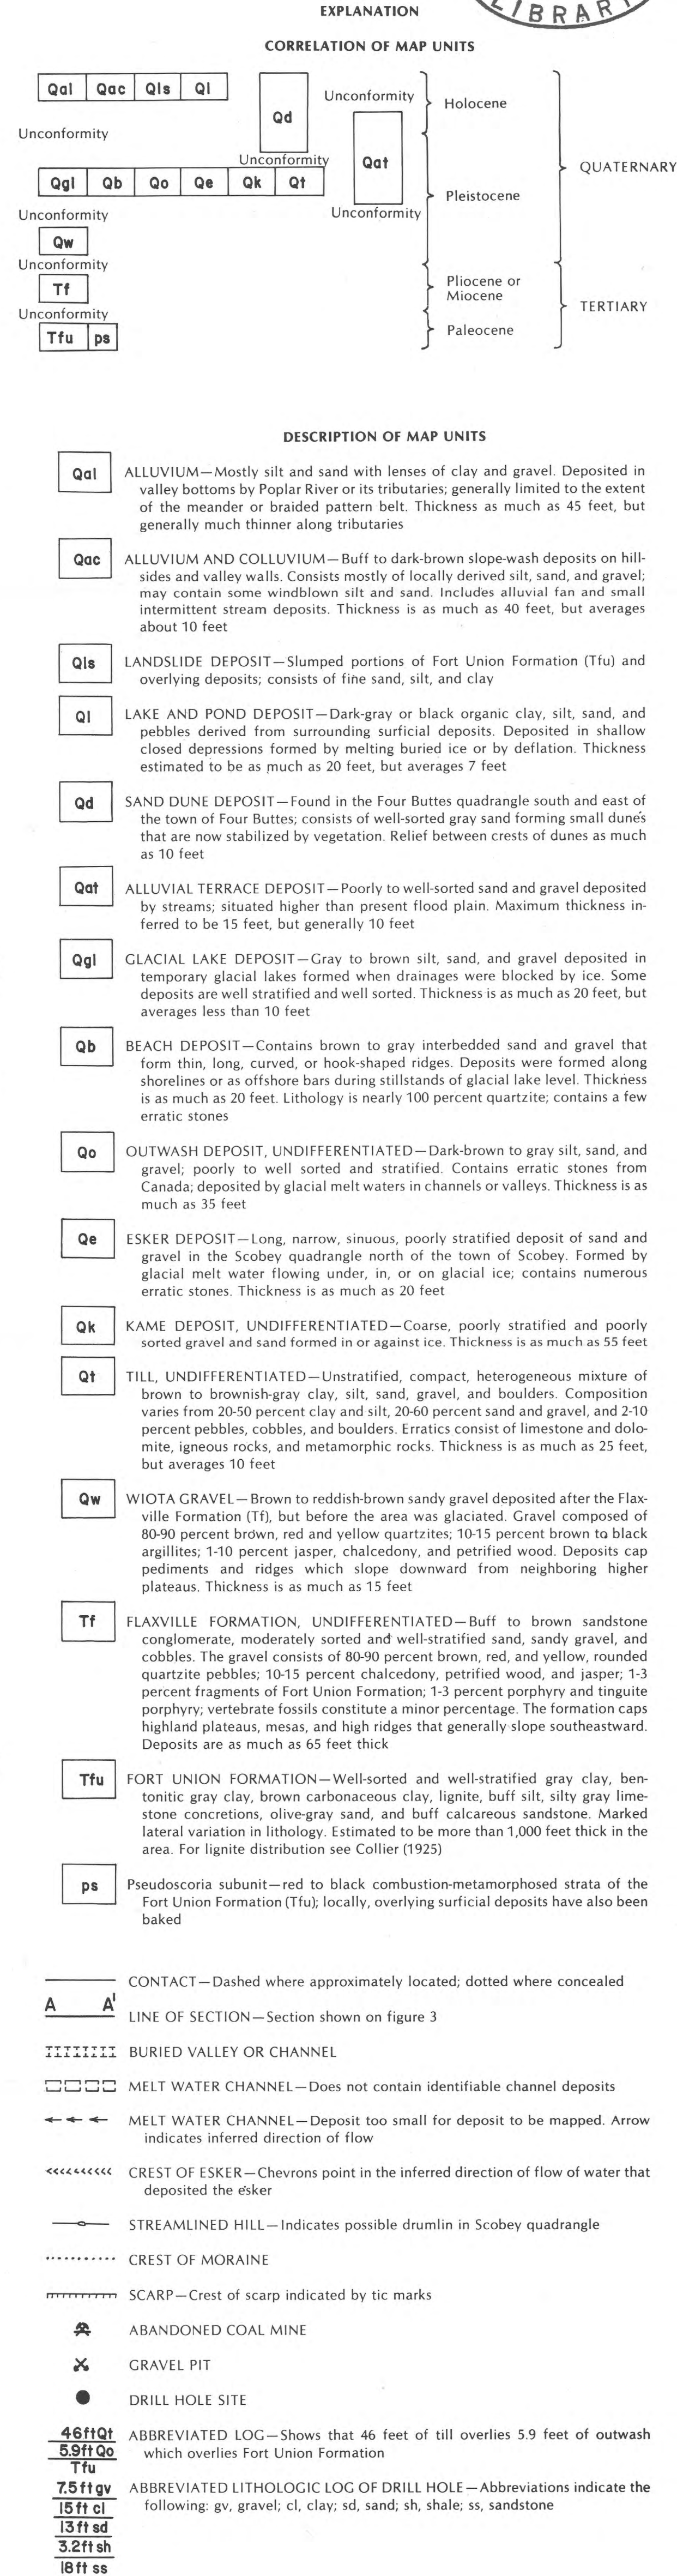 LIBRAR
EXPLANATION
CORRELATION OF MAP UNITS
Qal Qac Qls Ql
Qd
Unconformity
Holocene
Unconformity
Unconformity
Qat
QUATERNARY
Qgl Qb Qo Qe Qk Qt
Pleistocene
Unconformity
Unconformity
Qw
Unconformity
Tf
Pliocene or
Miocene
TERTIARY
Unconformity
Tfu ps
Paleocene
DESCRIPTION OF MAP UNITS
Qal ALLUVIUM—Mostly silt and sand with lenses of clay and gravel. Deposited in
valley bottoms by Poplar River or its tributaries; generally limited to the extent
of the meander or braided pattern belt. Thickness as much as 45 feet, but
generally much thinner along tributaries
Qac ALLUVIUM AND COLLUVIUM—Buff to dark-brown slope-wash deposits on hill-
sides and valley walls. Consists mostly of locally derived silt, sand, and gravel;
may contain some windblown silt and sand. Includes alluvial fan and small
intermittent stream deposits. Thickness is as much as 40 feet, but averages
about 10 feet
Qls LANDSLIDE DEPOSIT—Slumped portions of Fort Union Formation (Tfu) and
overlying deposits; consists of fine sand, silt, and clay
Ql LAKE AND POND DEPOSIT—Dark-gray or black organic clay, silt, sand, and
pebbles derived from surrounding surficial deposits. Deposited in shallow
closed depressions formed by melting buried ice or by deflation. Thickness
estimated to be as much as 20 feet, but averages 7 feet
Qd SAND DUNE DEPOSIT—Found in the Four Buttes quadrangle south and east of
the town of Four Buttes; consists of well-sorted gray sand forming small dunes
that are now stabilized by vegetation. Relief between crests of dunes as much
as 10 feet
Qat ALLUVIAL TERRACE DEPOSIT—Poorly to well-sorted sand and gravel deposited
by streams; situated higher than present flood plain. Maximum thickness in-
ferred to be 15 feet, but generally 10 feet
Qgl GLACIAL LAKE DEPOSIT—Gray to brown silt, sand, and gravel deposited in
temporary glacial lakes formed when drainages were blocked by ice. Some
deposits are well stratified and well sorted. Thickness is as much as 20 feet, but
averages less than 10 feet
Qb BEACH DEPOSIT—Contains brown to gray interbedded sand and gravel that
form thin, long, curved, or hook-shaped ridges. Deposits were formed along
shorelines or as offshore bars during stillstands of glacial lake level. Thickness
is as much as 20 feet. Lithology is nearly 100 percent quartzite; contains a few
erratic stones
Qo OUTWASH DEPOSIT, UNDIFFERENTIATED—Dark-brown to gray silt, sand, and
gravel; poorly to well sorted and stratified. Contains erratic stones from
Canada; deposited by glacial melt waters in channels or valleys. Thickness is as
much as 35 feet
Qe ESKER DEPOSIT—Long, narrow, sinuous, poorly stratified deposit of sand and
gravel in the Scobey quadrangle north of the town of Scobey. Formed by
glacial melt water flowing under, in, or on glacial ice; contains numerous
erratic stones. Thickness is as much as 20 feet
Qk KAME DEPOSIT, UNDIFFERENTIATED—Coarse, poorly stratified and poorly
sorted gravel and sand formed in or against ice. Thickness is as much as 55 feet
Qt TILL, UNDIFFERENTIATED—Unstratified, compact, heterogeneous mixture of
brown to brownish-gray clay, silt, sand, gravel, and boulders. Composition
varies from 20-50 percent clay and silt, 20-60 percent sand and gravel, and 2-10
percent pebbles, cobbles, and boulders. Erratics consist of limestone and dolo-
mite, igneous rocks, and metamorphic rocks. Thickness is as much as 25 feet,
but averages 10 feet
Qw WIOTA GRAVEL—Brown to reddish-brown sandy gravel deposited after the Flax-
ville Formation (Tf), but before the area was glaciated. Gravel composed of
80-90 percent brown, red and yellow quartzites; 10-15 percent brown to black
argillites; 1-10 percent jasper, chalcedony, and petrified wood. Deposits cap
pediments and ridges which slope downward from neighboring higher
plateaus. Thickness is as much as 15 feet
Tf FLAXVILLE FORMATION, UNDIFFERENTIATED—Buff to brown sandstone
conglomerate, moderately sorted and well-stratified sand, sandy gravel, and
cobbles. The gravel consists of 80-90 percent brown, red, and yellow, rounded
quartzite pebbles; 10-15 percent chalcedony, petrified wood, and jasper; 1-3
percent fragments of Fort Union Formation; 1-3 percent porphyry and tinguite
porphyry; vertebrate fossils constitute a minor percentage. The formation caps
highland plateaus, mesas, and high ridges that generally slope southeastward.
Deposits are as much as 65 feet thick
Tfu FORT UNION FORMATION—Well-sorted and well-stratified gray clay, ben-
tonitic gray clay, brown carbonaceous clay, lignite, buff silt, silty gray lime-
stone concretions, olive-gray sand, and buff calcareous sandstone. Marked
lateral variation in lithology. Estimated to be more than 1,000 feet thick in the
area. For lignite distribution see Collier (1925)
ps Pseudoscoria subunit—red to black combustion-metamorphosed strata of the
Fort Union Formation (Tfu); locally, overlying surficial deposits have also been
baked
CONTACT—Dashed where approximately located; dotted where concealed
A A' LINE OF SECTION—Section shown on figure 3
BURIED VALLEY OR CHANNEL
MELT WATER CHANNEL—Does not contain identifiable channel deposits
MELT WATER CHANNEL—Deposit too small for deposit to be mapped. Arrow
indicates inferred direction of flow
CREST OF ESKER—Chevrons point in the inferred direction of flow of water that
deposited the esker
STREAMLINED HILL—Indicates possible drumlin in Scobey quadrangle
CREST OF MORAINE
SCARP—Crest of scarp indicated by tic marks
ABANDONED COAL MINE
GRAVEL PIT
DRILL HOLE SITE
46ftQt ABBREVIATED LOG—Shows that 46 feet of till overlies 5.9 feet of outwash
5.9ftQo which overlies Fort Union Formation
Tfu
7.5ftgv ABBREVIATED LITHOLOGIC LOG OF DRILL HOLE—Abbreviations indicate the
15ft cl following: gv, gravel; cl, clay; sd, sand; sh, shale; ss, sandstone
13ft sd
3.2ft sh
18ft ss